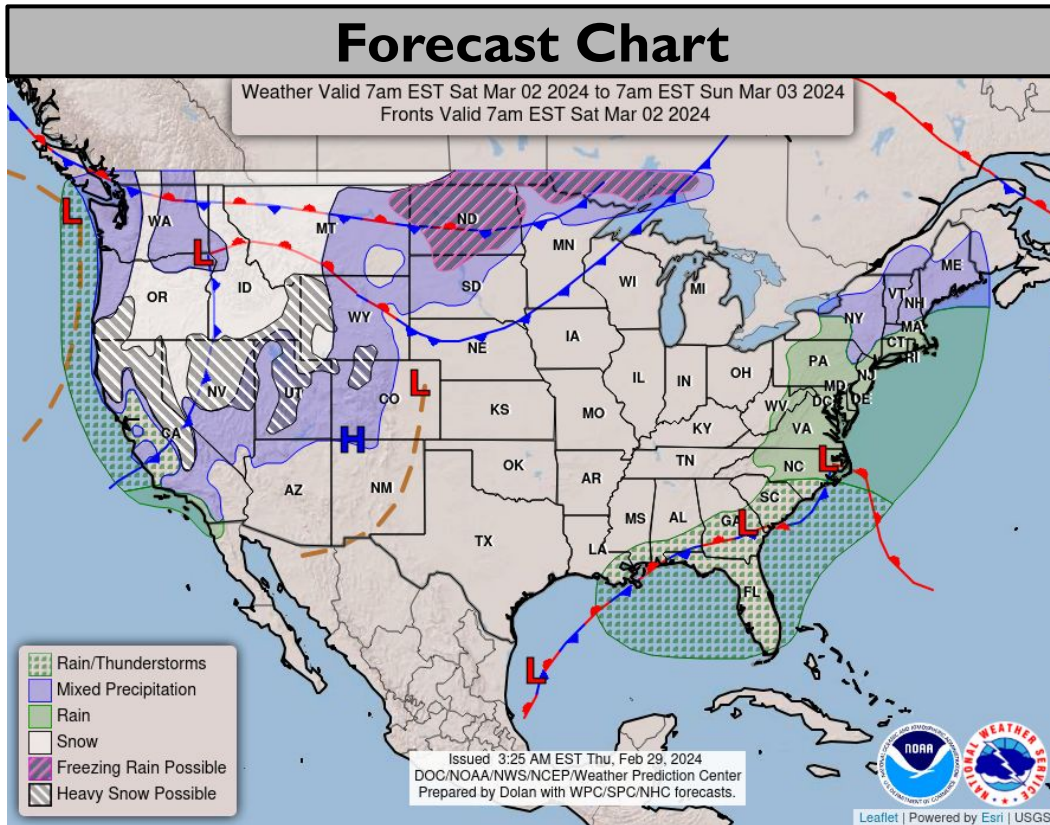 Forecast Chart
Weather Valid 7am EST Sat Mar 02 2024 to 7am EST Sun Mar 03 2024
Fronts Valid 7am EST Sat Mar 02 2024
L
WA
L
MT
ND
MN
ME
VT
NH
OR
ID
SD
WI
MI
NY
MA
CT
RI
WY
IA
NE
PA
NJ
NV
UT
CO
L
IL
IN
OH
MD
DC
DE
WV
VA
CA
H
KS
MO
KY
L
AZ
NM
OK
AR
TN
NC
SC
MS
AL
GA
L
TX
LA
FL
L
Rain/Thunderstorms
Mixed Precipitation
Rain
Snow
Freezing Rain Possible
Heavy Snow Possible
Issued 3:25 AM EST Thu, Feb 29, 2024
DOC/NOAA/NWS/NCEP/Weather Prediction Center
Prepared by Dolan with WPC/SPC/NHC forecasts.
NOAA
NATIONAL WEATHER SERVICE
Leaflet | Powered by Esri | USGS